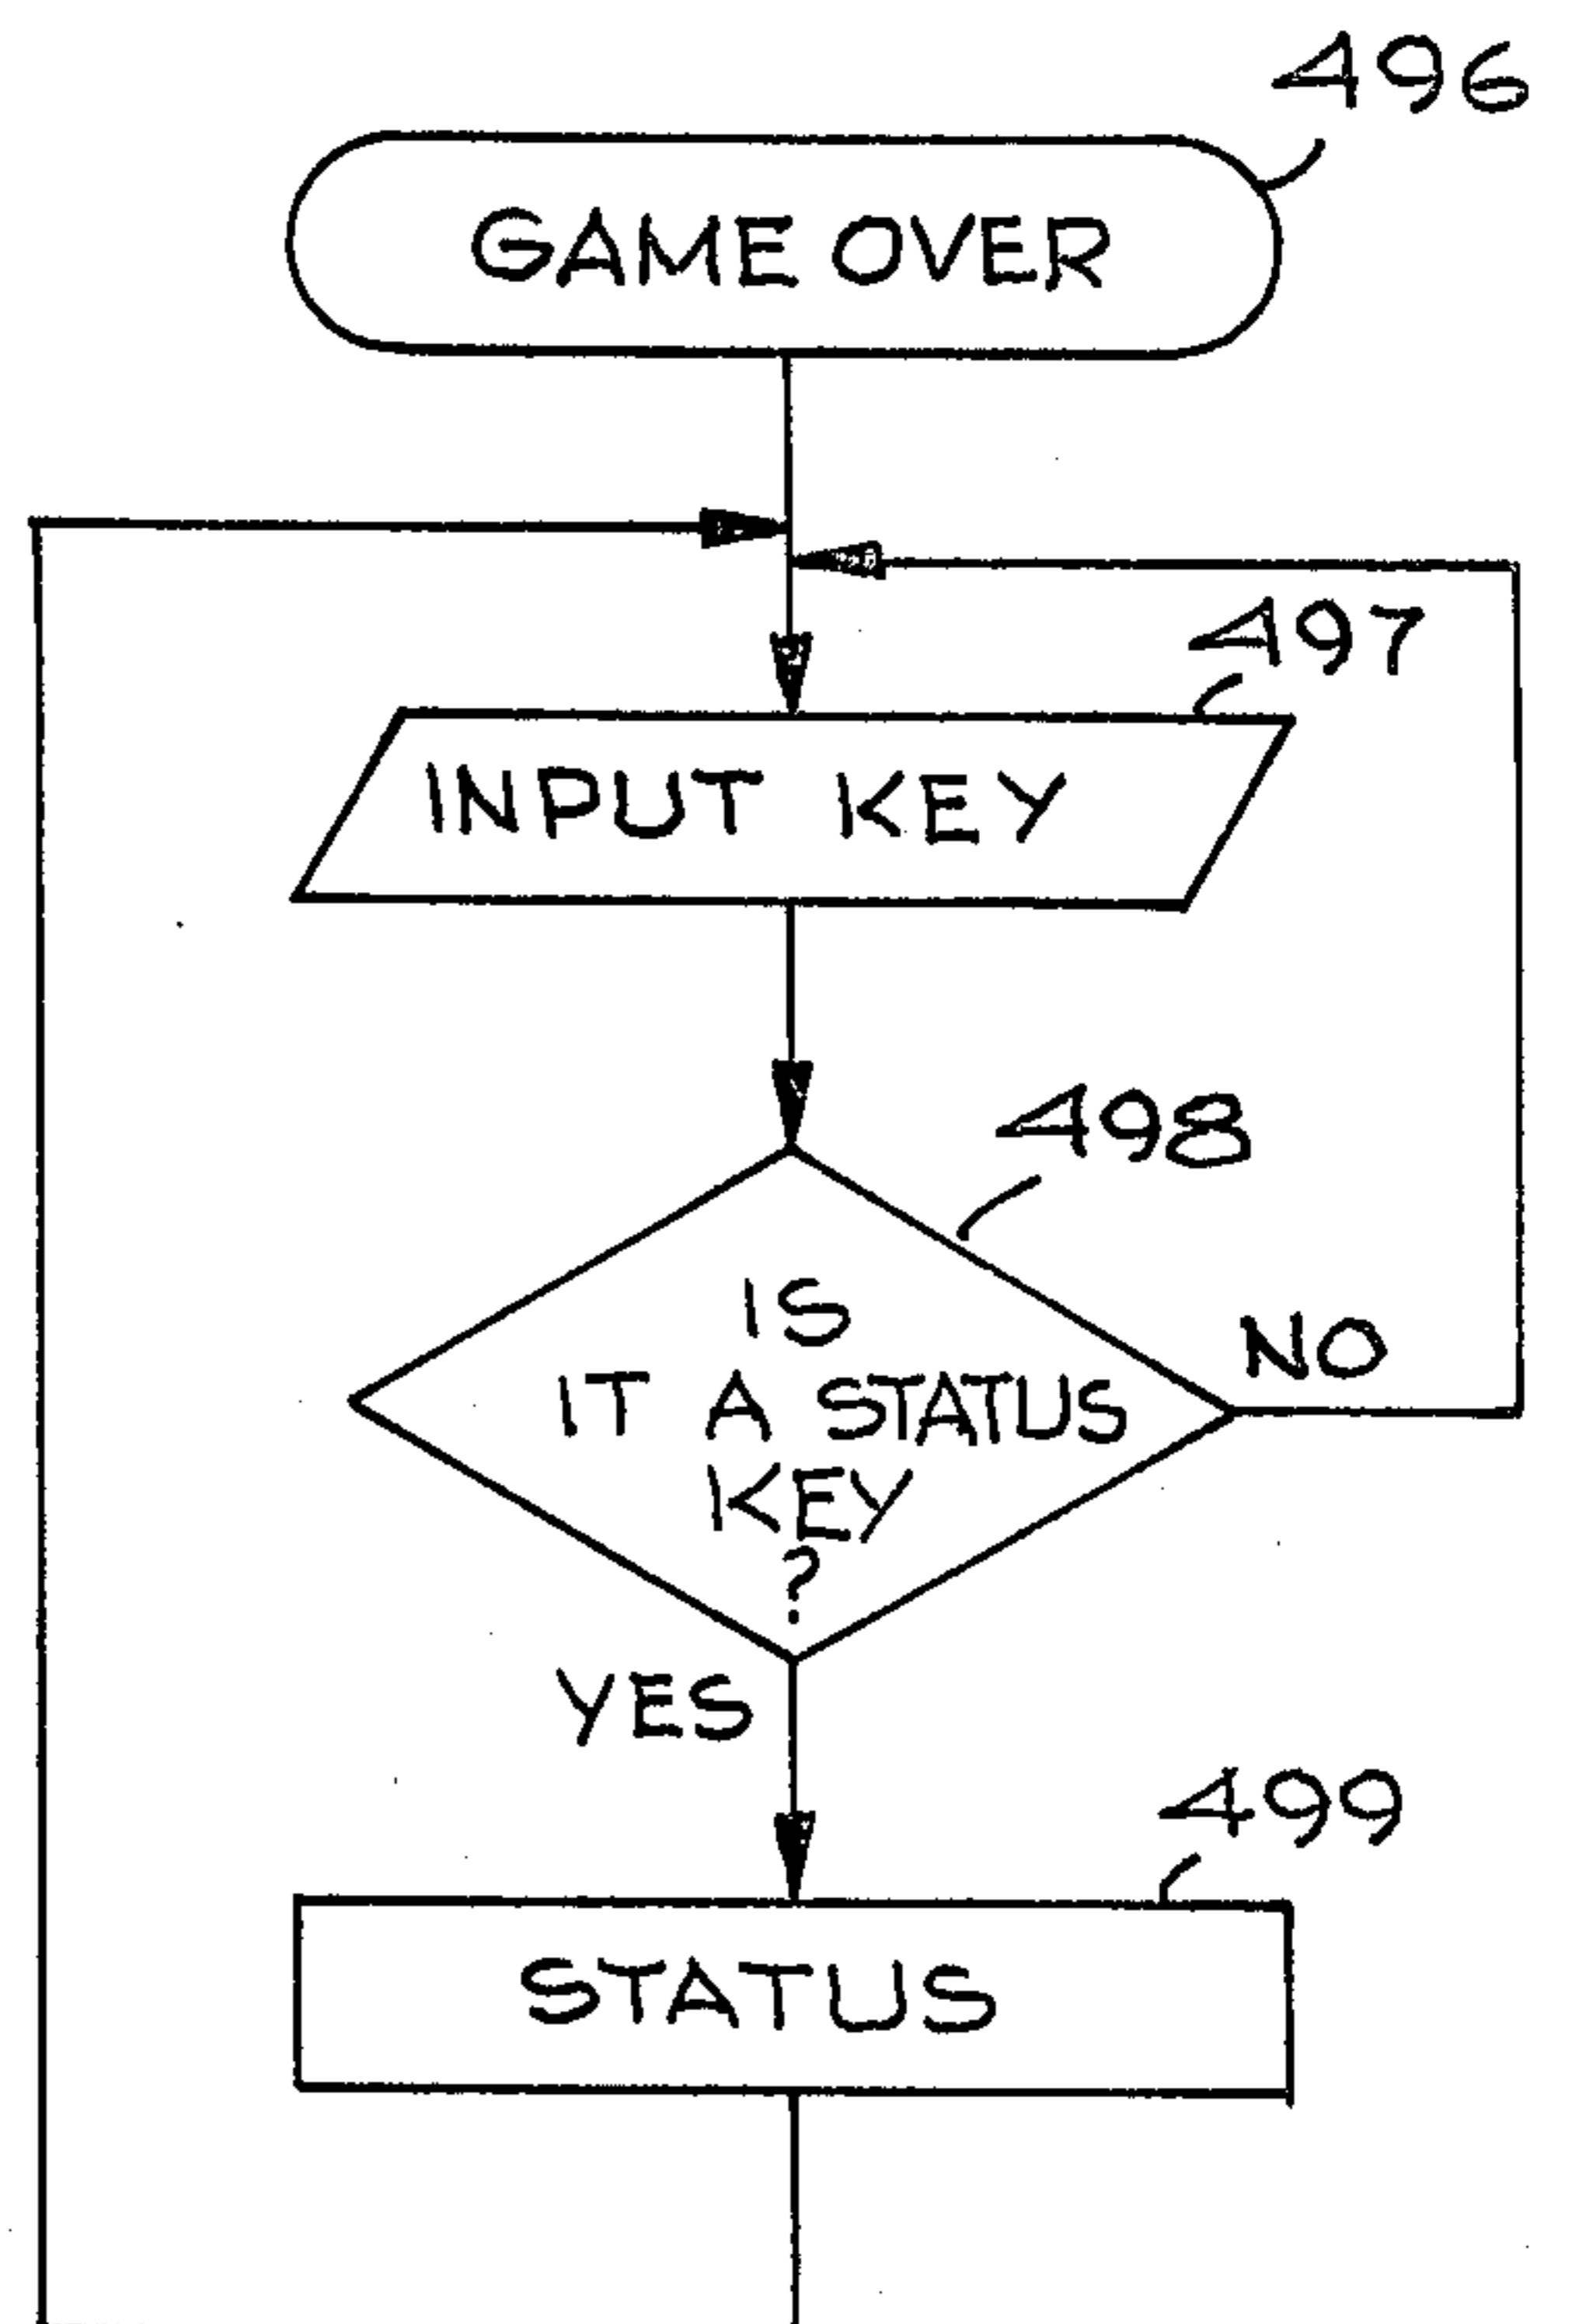 496
GAME OVER
497
INPUT KEY
498
IS
IT A STATUS
KEY
?
NO
YES
499
STATUS